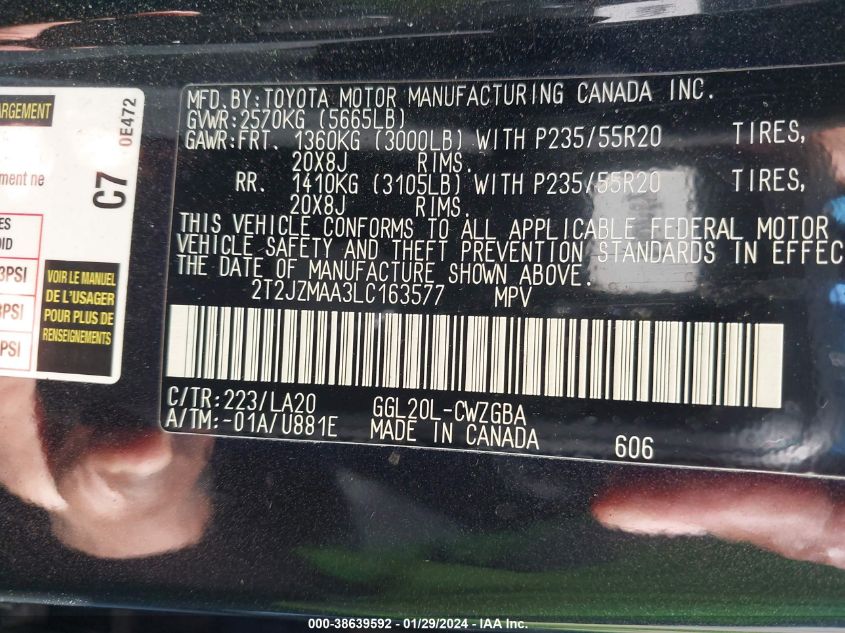 ARGEMENT
ement ne
ES
OID
3PSI
3PSI
PSI
VOIR LE MANUEL
DE L'USAGER
POUR PLUS DE
RENSEIGNEMENTS
C7
0E472
MFD.BY:TOYOTA MOTOR MANUFACTURING CANADA INC.
GVWR:2570KG (5665LB)
GAWR:FRT. 1360KG (3000LB) WITH P235/55R20 TIRES,
20X8J RIMS.
RR. 1410KG (3105LB) WITH P235/55R20 TIRES,
20X8J RIMS.
THIS VEHICLE CONFORMS TO ALL APPLICABLE FEDERAL MOTOR
VEHICLE SAFETY AND THEFT PREVENTION STANDARDS IN EFFEC
THE DATE OF MANUFACTURE SHOWN ABOVE.
2T2JZMAA3LC163577 MPV
C/TR:223/LA20 GGL20L-CWZGBA
A/TM:-01A/U881E MADE IN CANADA 606
000-38639592 - 01/29/2024 - IAA Inc.